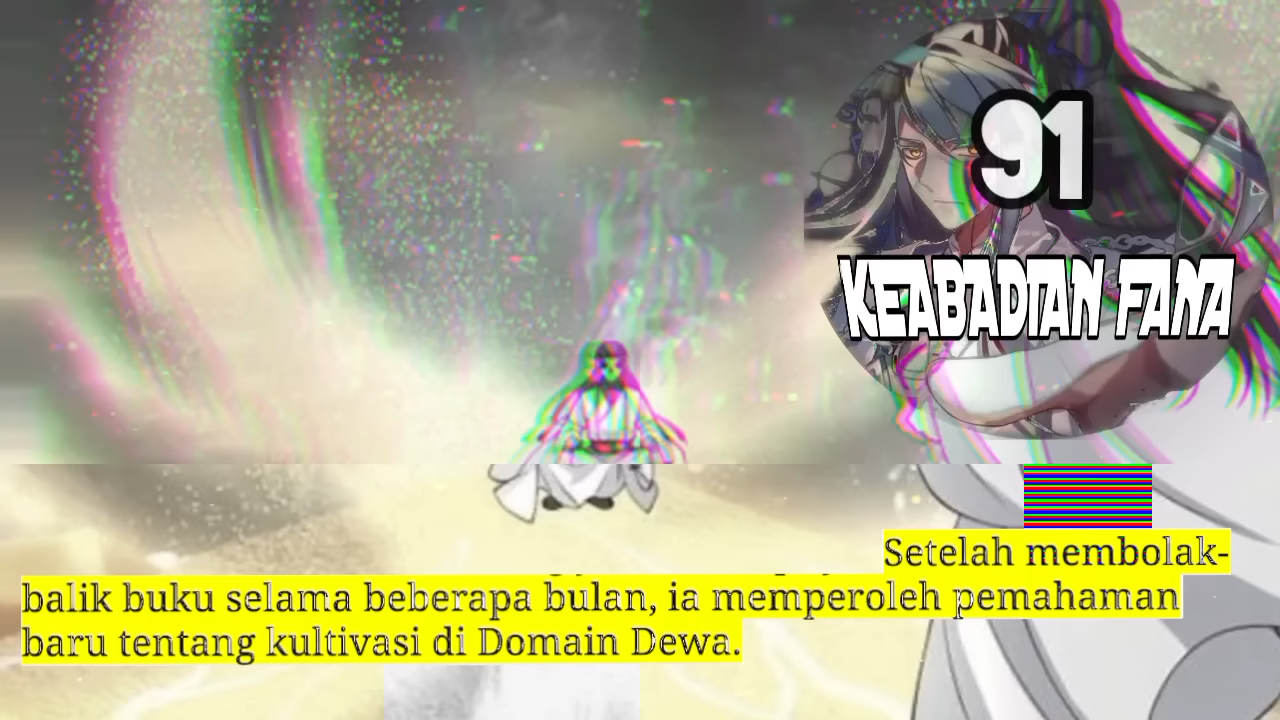 91
KEABADIAN FANA
Setelah membolak-
balik buku selama beberapa bulan, ia memperoleh pemahaman
baru tentang kultivasi di Domain Dewa.